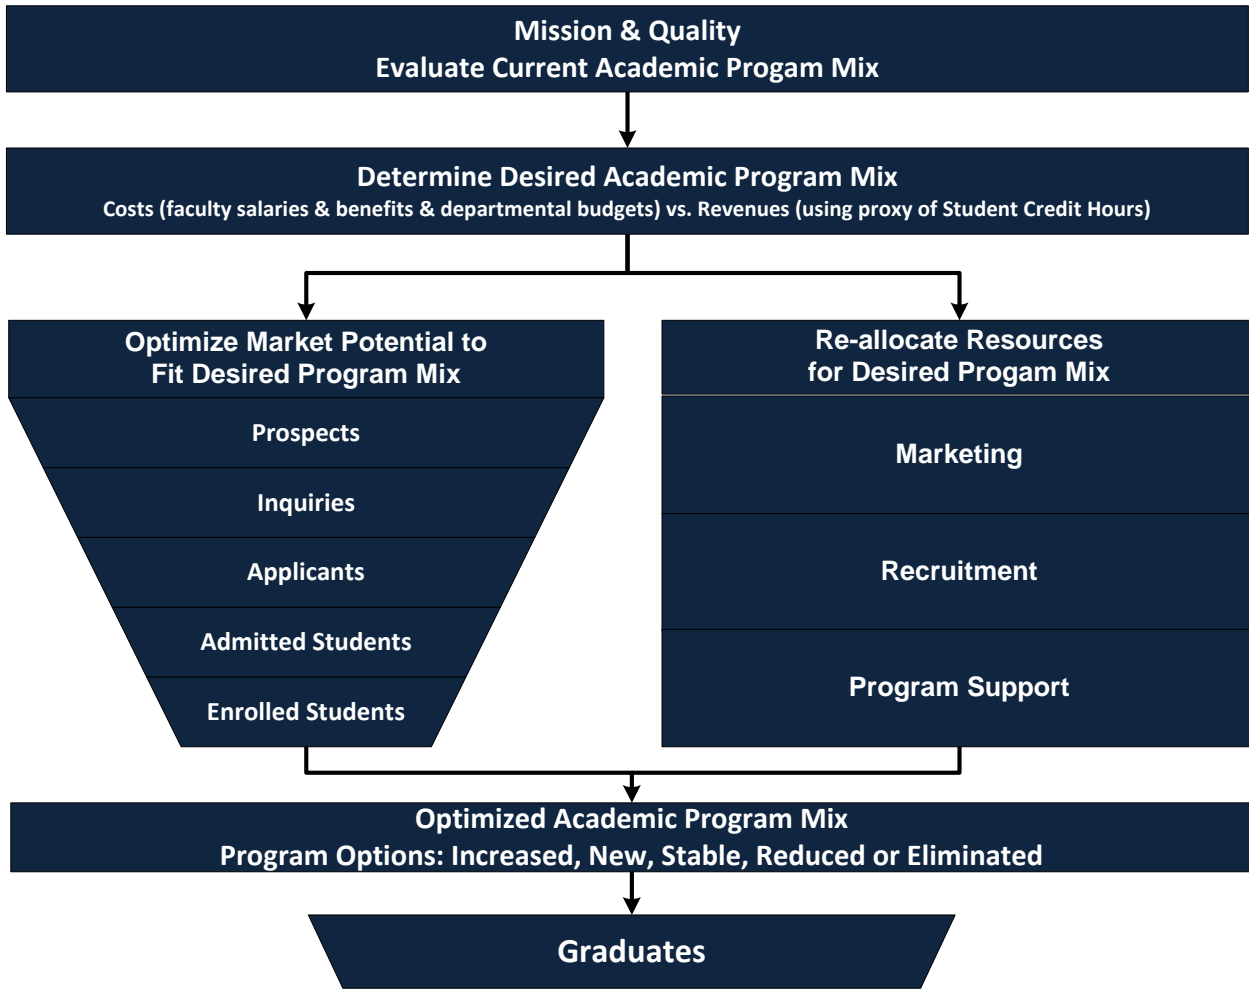 Mission & Quality
Evaluate Current Academic Progam Mix
Determine Desired Academic Program Mix
Costs (faculty salaries & benefits & departmental budgets) vs. Revenues (using proxy of Student Credit Hours)
Optimize Market Potential to
Fit Desired Program Mix
Prospects
Inquiries
Applicants
Admitted Students
Enrolled Students
Re-allocate Resources
for Desired Progam Mix
Marketing
Recruitment
Program Support
Optimized Academic Program Mix
Program Options: Increased, New, Stable, Reduced or Eliminated
Graduates